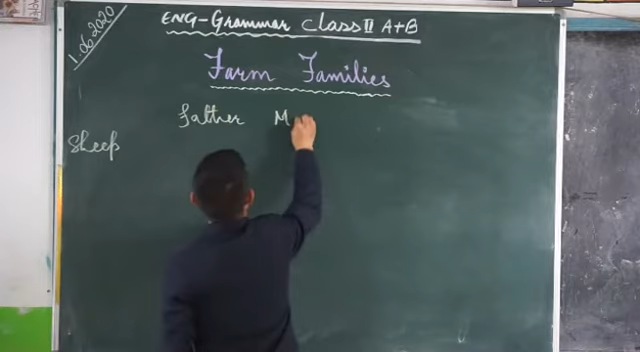 1.06.2020
ENG-Grammar Class II A+B
Farm Families
Father M
Sheep